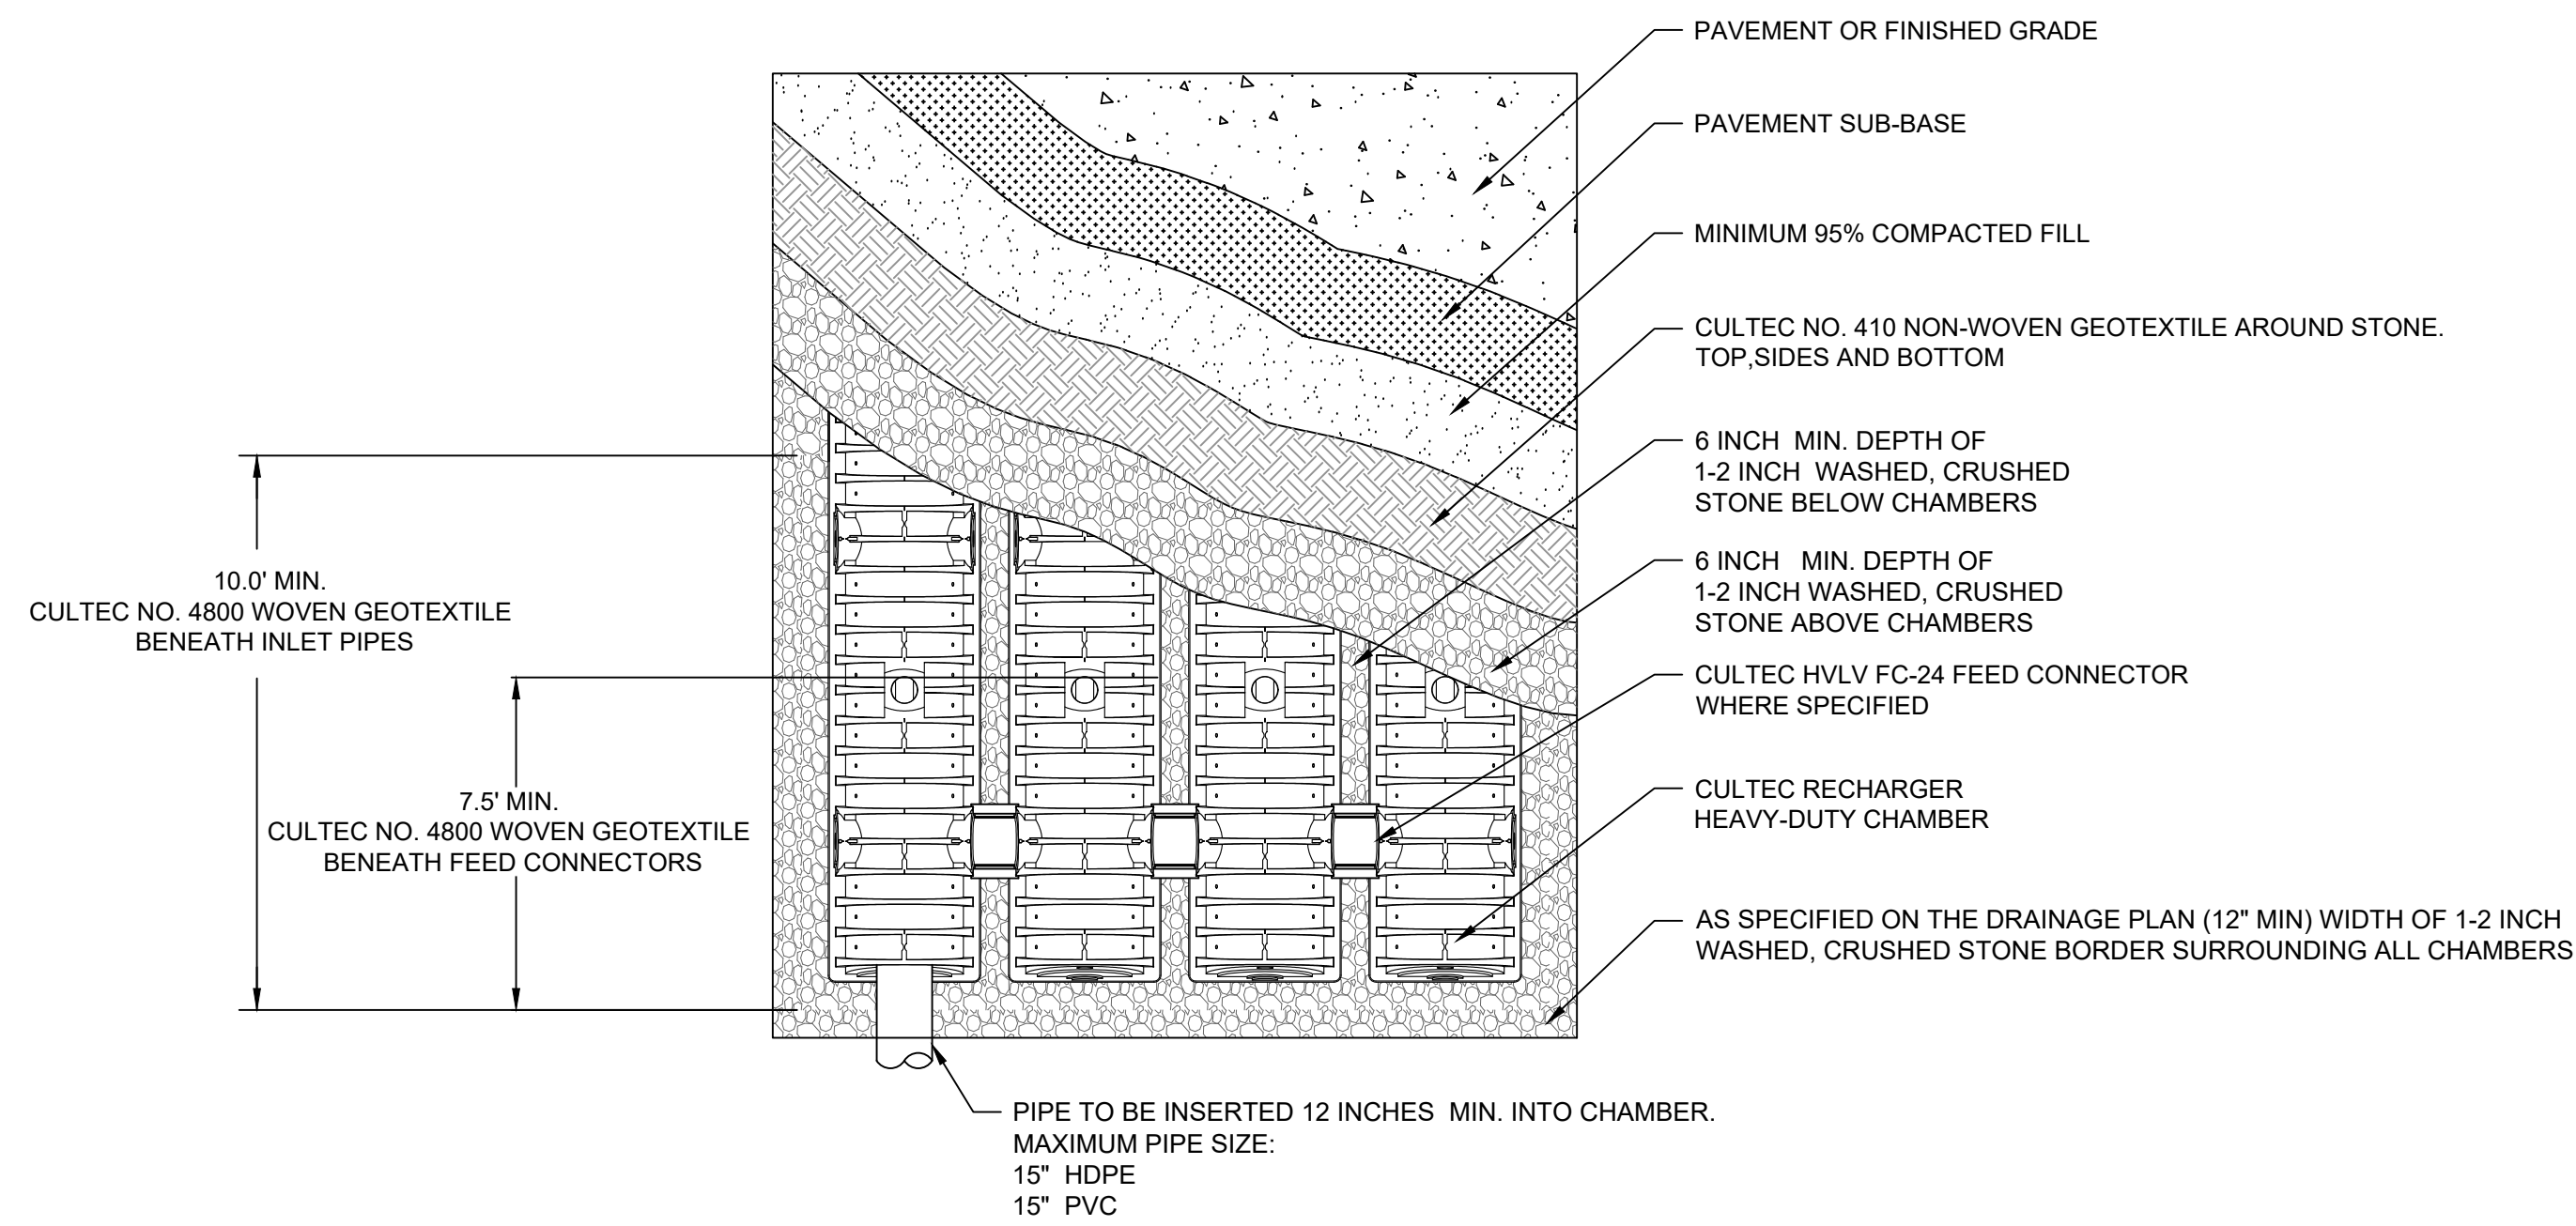 PAVEMENT OR FINISHED GRADE
PAVEMENT SUB-BASE
MINIMUM 95% COMPACTED FILL
CULTEC NO. 410 NON-WOVEN GEOTEXTILE AROUND STONE.
TOP,SIDES AND BOTTOM
6 INCH MIN. DEPTH OF
1-2 INCH WASHED, CRUSHED
STONE BELOW CHAMBERS
6 INCH MIN. DEPTH OF
1-2 INCH WASHED, CRUSHED
STONE ABOVE CHAMBERS
CULTEC HVLV FC-24 FEED CONNECTOR
WHERE SPECIFIED
CULTEC RECHARGER
HEAVY-DUTY CHAMBER
AS SPECIFIED ON THE DRAINAGE PLAN (12" MIN) WIDTH OF 1-2 INCH
WASHED, CRUSHED STONE BORDER SURROUNDING ALL CHAMBERS
10.0' MIN.
CULTEC NO. 4800 WOVEN GEOTEXTILE
BENEATH INLET PIPES
7.5' MIN.
CULTEC NO. 4800 WOVEN GEOTEXTILE
BENEATH FEED CONNECTORS
PIPE TO BE INSERTED 12 INCHES MIN. INTO CHAMBER.
MAXIMUM PIPE SIZE:
15" HDPE
15" PVC